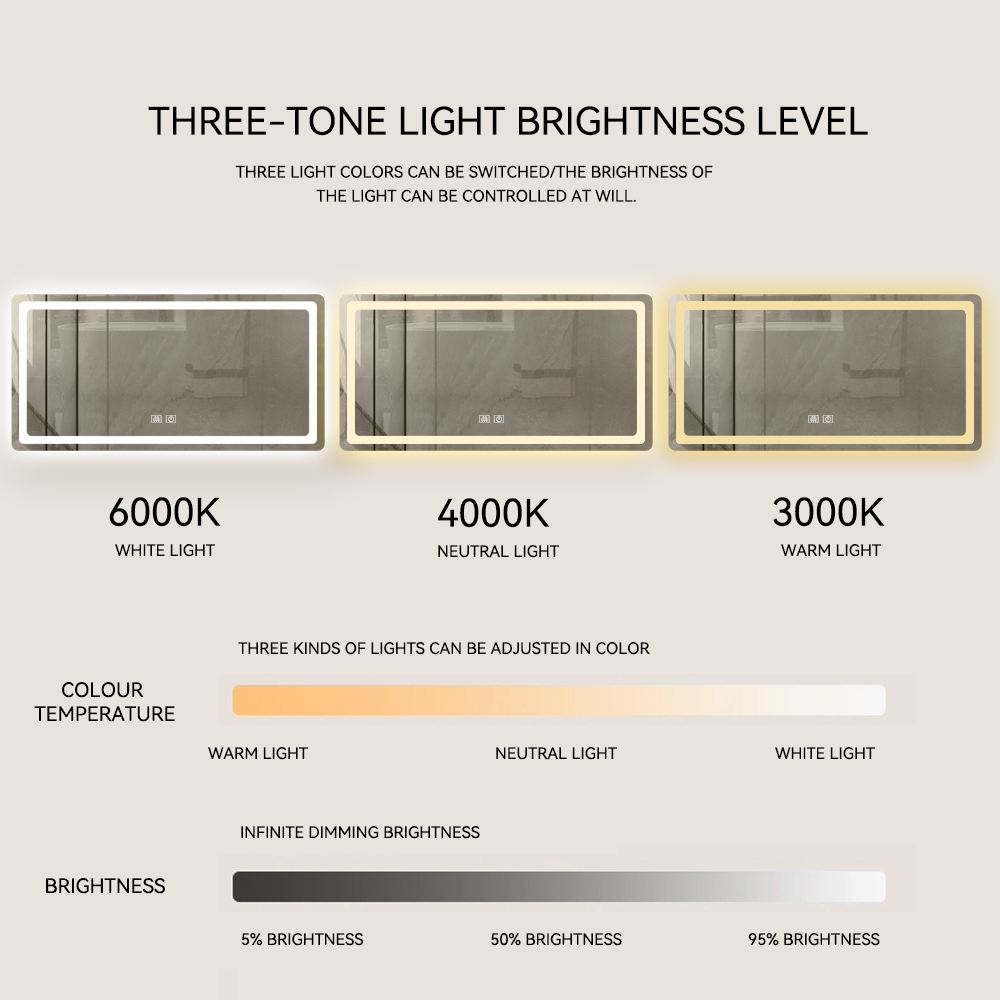 THREE-TONE LIGHT BRIGHTNESS LEVEL
THREE LIGHT COLORS CAN BE SWITCHED/THE BRIGHTNESS OF
THE LIGHT CAN BE CONTROLLED AT WILL.
6000K
WHITE LIGHT
4000K
NEUTRAL LIGHT
3000K
WARM LIGHT
THREE KINDS OF LIGHTS CAN BE ADJUSTED IN COLOR
COLOUR
TEMPERATURE
WARM LIGHT
NEUTRAL LIGHT
WHITE LIGHT
INFINITE DIMMING BRIGHTNESS
BRIGHTNESS
5% BRIGHTNESS
50% BRIGHTNESS
95% BRIGHTNESS